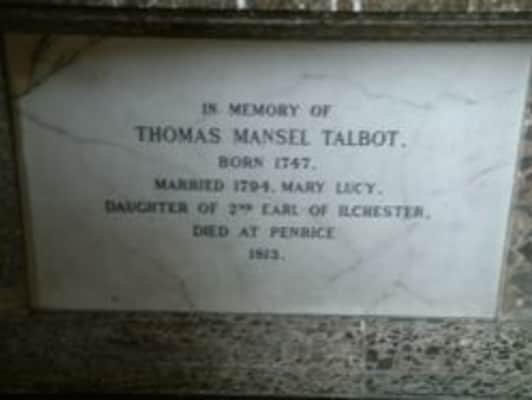 IN MEMORY OF
THOMAS MANSEL TALBOT.
BORN 1747.
MARRIED 1794, MARY LUCY,
DAUGHTER OF 2ND EARL OF ILCHESTER,
DIED AT PENRICE
1813.